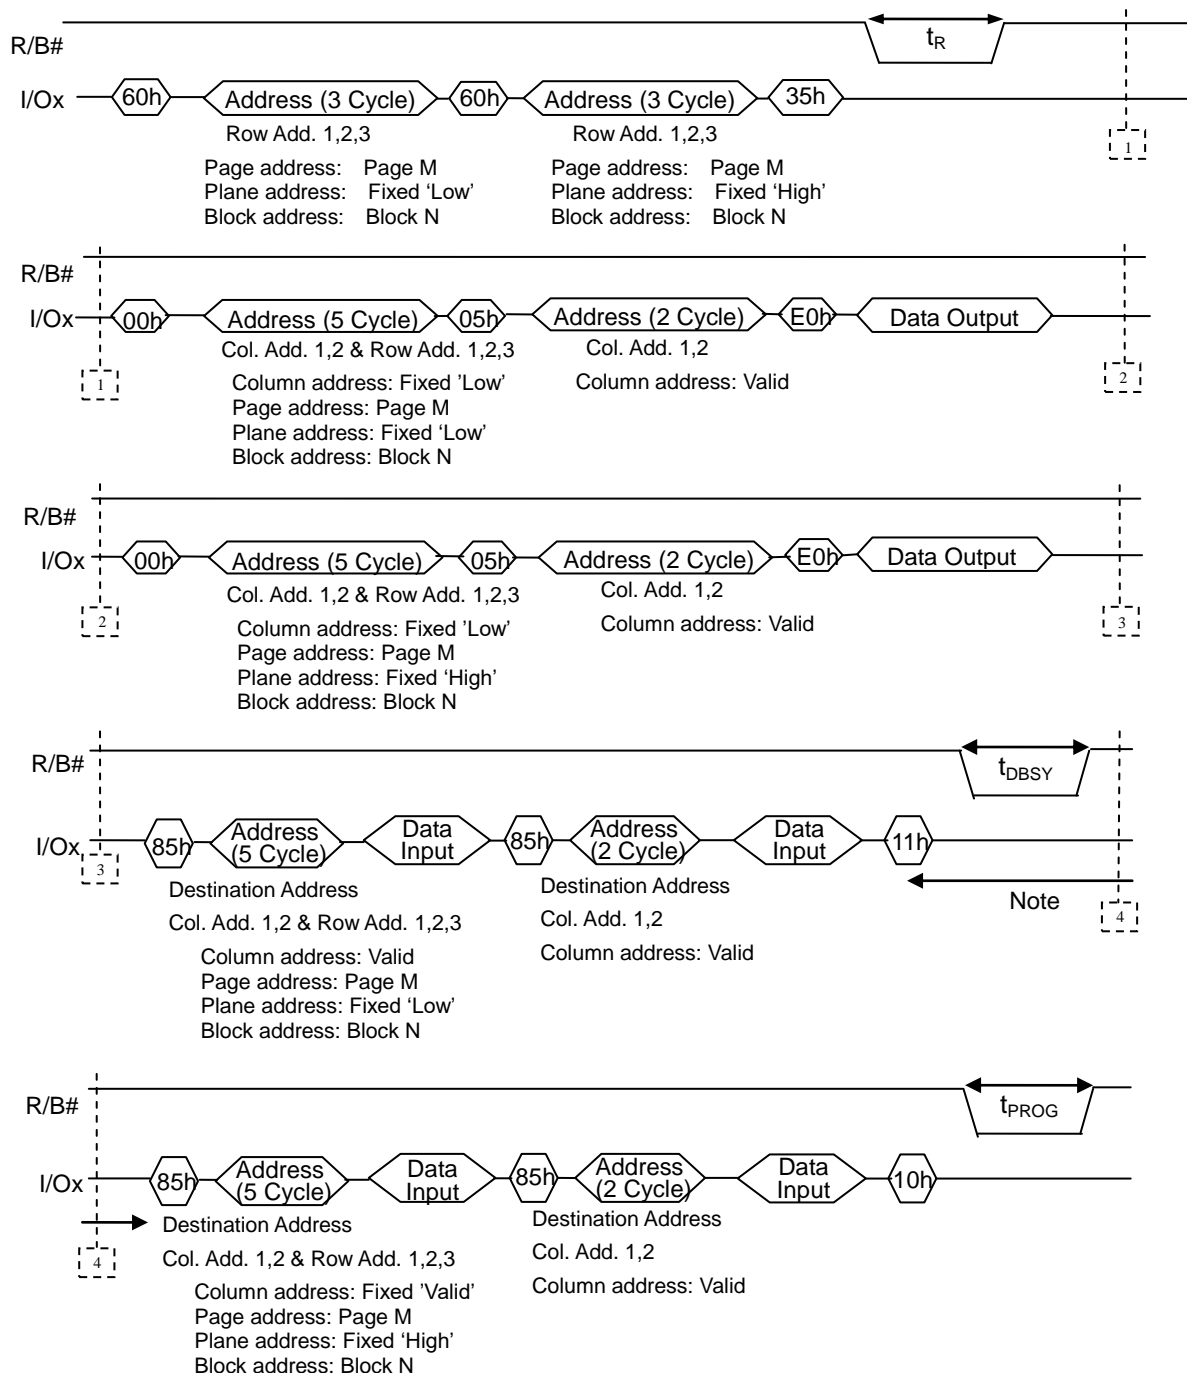 R/B#
tR
I/Ox
60h
Address (3 Cycle)
60h
Address (3 Cycle)
35h
Row Add. 1,2,3
Row Add. 1,2,3
1
Page address: Page M
Page address: Page M
Plane address: Fixed ‘Low’
Plane address: Fixed ‘High’
Block address: Block N
Block address: Block N
R/B#
I/Ox
00h
Address (5 Cycle)
05h
Address (2 Cycle)
E0h
Data Output
Col. Add. 1,2 & Row Add. 1,2,3
Col. Add. 1,2
1
2
Column address: Fixed ’Low’
Column address: Valid
Page address: Page M
Plane address: Fixed ‘Low’
Block address: Block N
R/B#
I/Ox
00h
Address (5 Cycle)
05h
Address (2 Cycle)
E0h
Data Output
Col. Add. 1,2 & Row Add. 1,2,3
Col. Add. 1,2
2
3
Column address: Fixed ’Low’
Column address: Valid
Page address: Page M
Plane address: Fixed ‘High’
Block address: Block N
R/B#
tDBSY
I/Ox
85h
Address
(5 Cycle)
Data
Input
85h
Address
(2 Cycle)
Data
Input
11h
3
Destination Address
Destination Address
Note
4
Col. Add. 1,2 & Row Add. 1,2,3
Col. Add. 1,2
Column address: Valid
Column address: Valid
Page address: Page M
Plane address: Fixed ‘Low’
Block address: Block N
R/B#
tPROG
I/Ox
85h
Address
(5 Cycle)
Data
Input
85h
Address
(2 Cycle)
Data
Input
10h
Destination Address
Destination Address
4
Col. Add. 1,2 & Row Add. 1,2,3
Col. Add. 1,2
Column address: Fixed ’Valid’
Column address: Valid
Page address: Page M
Plane address: Fixed ‘High’
Block address: Block N